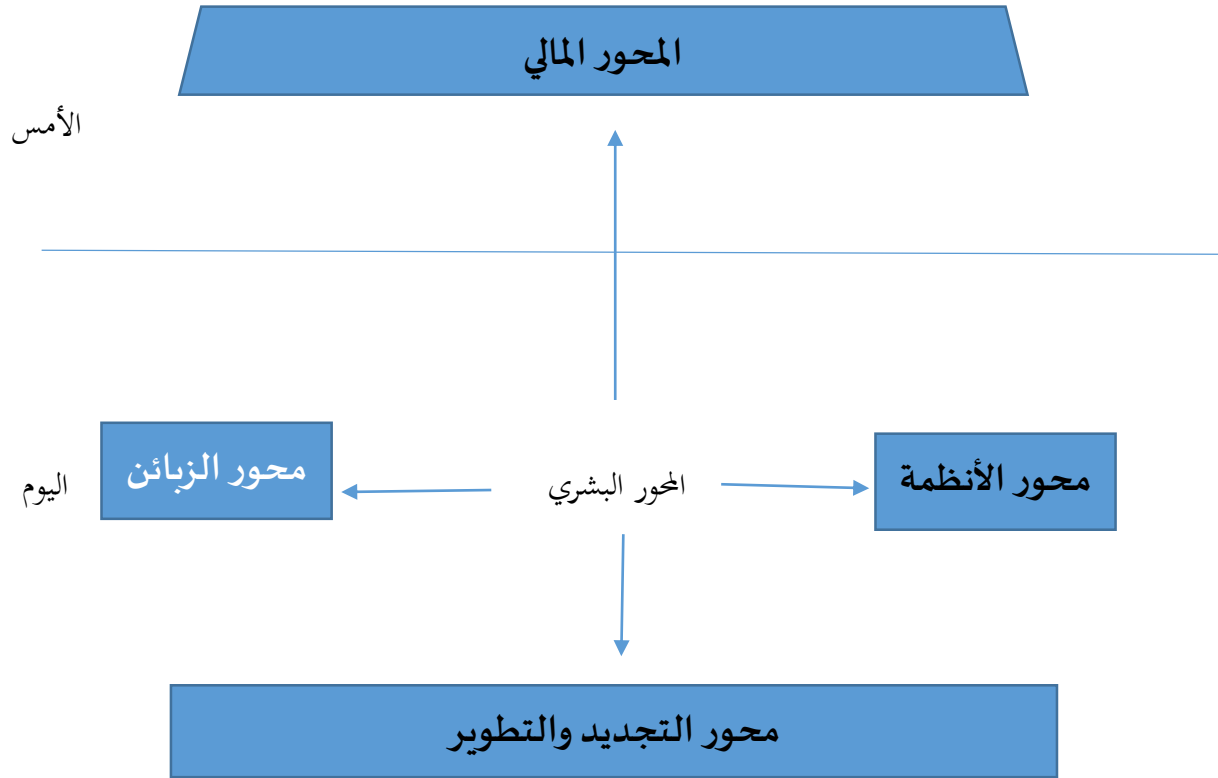 المحور المالي
الأمس
محور الأنظمة
المحور البشري
محور الزبائن
اليوم
محور التجديد والتطوير